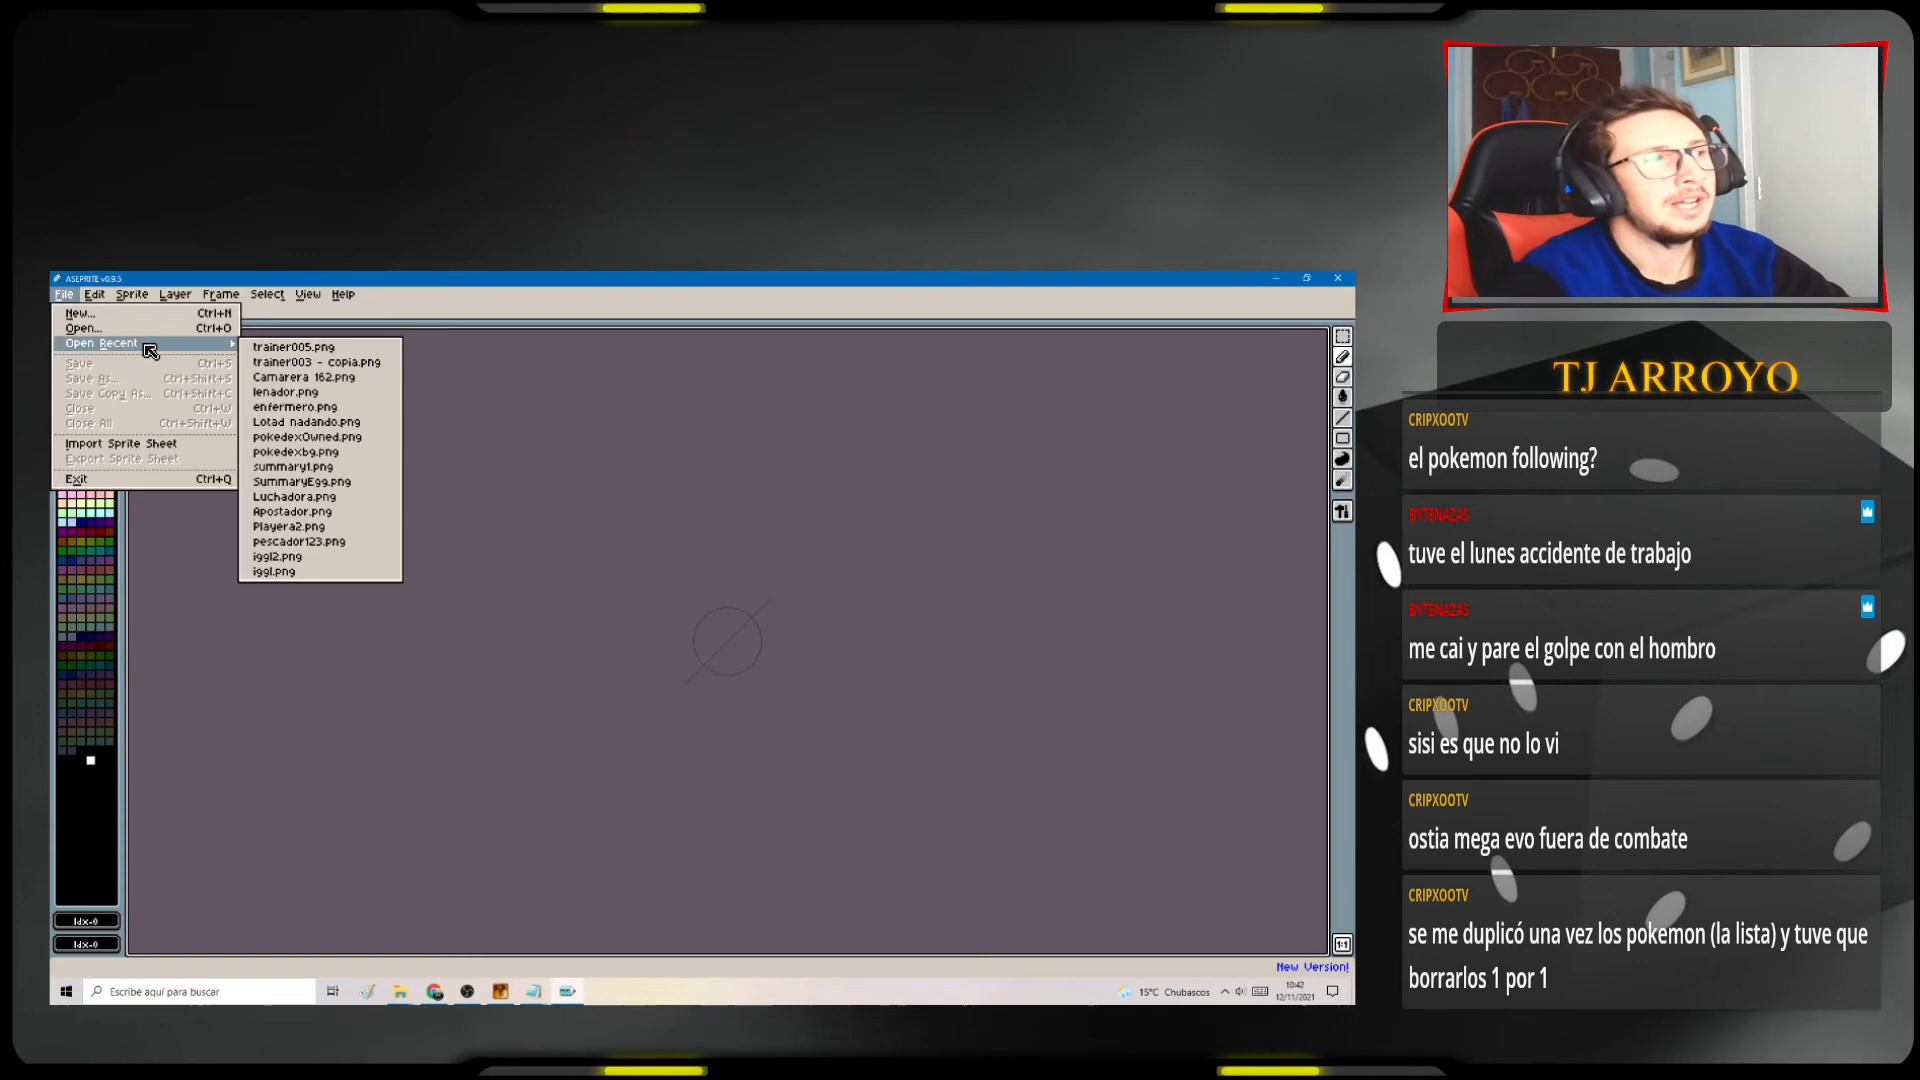 ASEPRITE v0.9.5
File Edit Sprite Layer Frame Select View Help
New... Ctrl+N
Open... Ctrl+O
Open Recent
Save Ctrl+S
Save As... Ctrl+Shift+S
Save Copy As... Ctrl+Shift+C
Close Ctrl+W
Close All Ctrl+Shift+W
Import Sprite Sheet
Export Sprite Sheet
Exit Ctrl+Q
trainer005.png
trainer003 - copia.png
Camarera 162.png
lenador.png
enfermero.png
Lotad nadando.png
pokedexOwned.png
pokedexbg.png
summary1.png
SummaryEgg.png
Luchadora.png
Apostador.png
Playera2.png
pescador123.png
iggl2.png
iggl.png
Idx-0
Idx-0
1:1
New Version!
Escribe aquí para buscar
15°C Chubascos
10:42
12/11/2021
TJ ARROYO
CRIPXOOTV
el pokemon following?
BYTENAZAS
tuve el lunes accidente de trabajo
BYTENAZAS
me cai y pare el golpe con el hombro
CRIPXOOTV
sisi es que no lo vi
CRIPXOOTV
ostia mega evo fuera de combate
CRIPXOOTV
se me duplicó una vez los pokemon (la lista) y tuve que
borrarlos 1 por 1